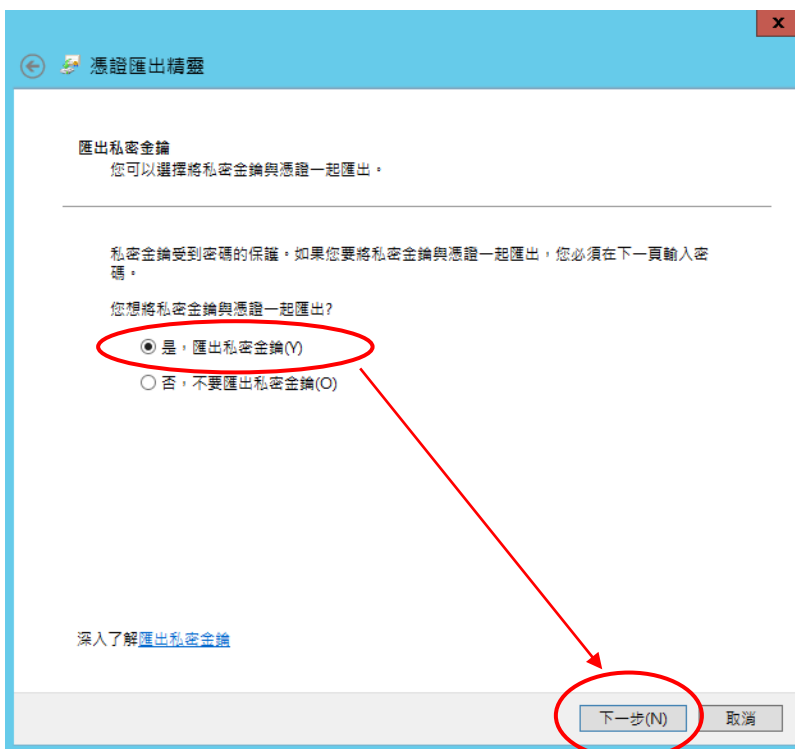 x
憑證匯出精靈
匯出私密金鑰
您可以選擇將私密金鑰與憑證一起匯出。
私密金鑰受到密碼的保護。如果您要將私密金鑰與憑證一起匯出,您必須在下一頁輸入密
碼。
您想將私密金鑰與憑證一起匯出?
是,匯出私密金鑰(Y)
否,不要匯出私密金鑰(O)
深入了解匯出私密金鑰
下一步(N) 取消